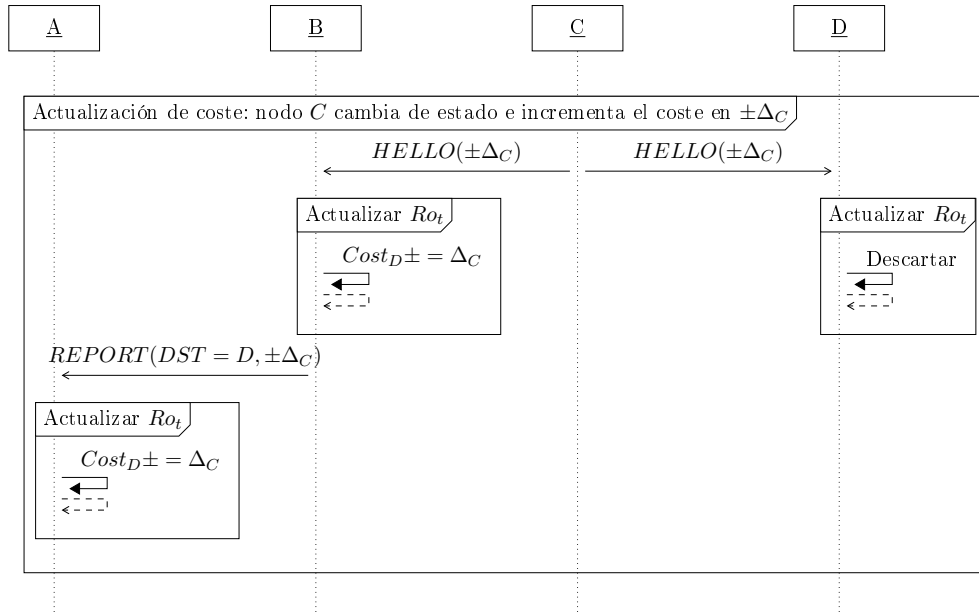 A
B
C
D
Actualización de coste: nodo C cambia de estado e incrementa el coste en ±Δ_C
HELLO(±Δ_C)
HELLO(±Δ_C)
Actualizar Ro_t
Actualizar Ro_t
Cost_D± = Δ_C
Descartar
REPORT(DST = D, ±Δ_C)
Actualizar Ro_t
Cost_D± = Δ_C